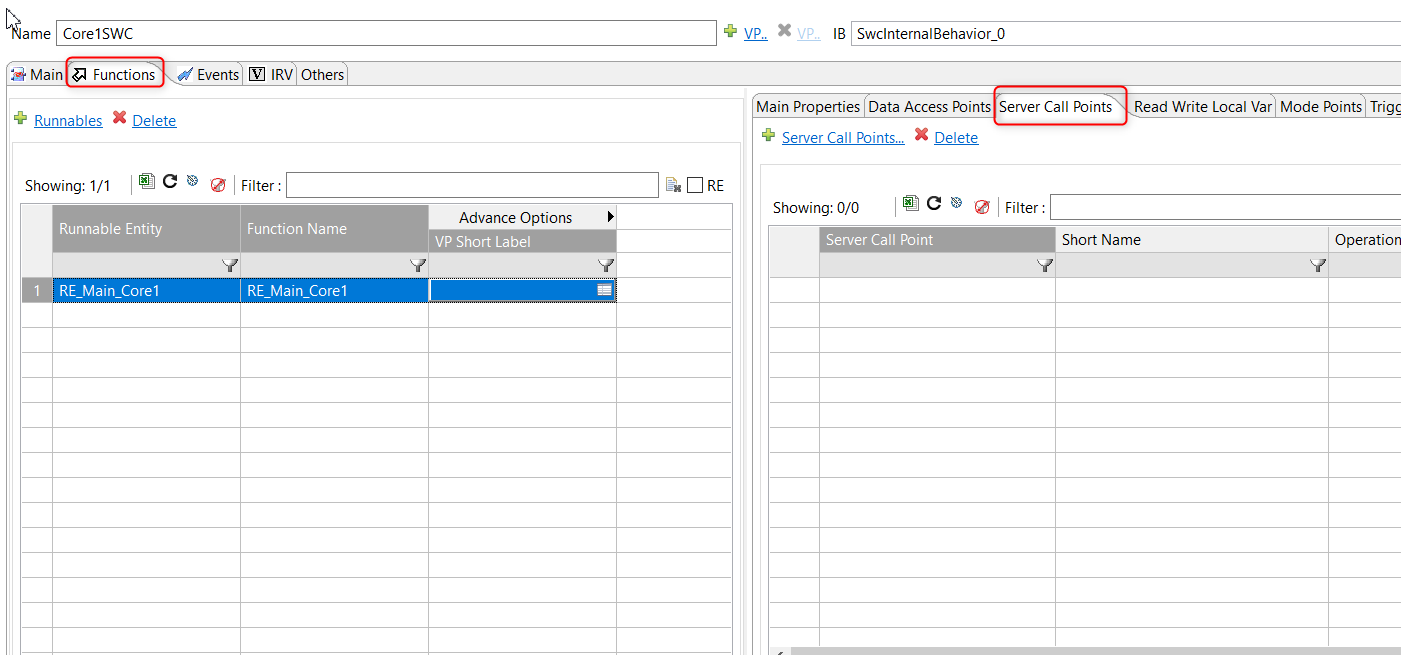 Name Core1SWC VP.. VP.. IB SwcInternalBehavior_0
Main Functions Events V IRV Others
Main Properties Data Access Points Server Call Points Read Write Local Var Mode Points Trigg
Runnables Delete
Server Call Points... Delete
Showing: 1/1 Filter : RE
Showing: 0/0 Filter :
Runnable Entity Function Name Advance Options
VP Short Label
Server Call Point Short Name Operation
1 RE_Main_Core1 RE_Main_Core1